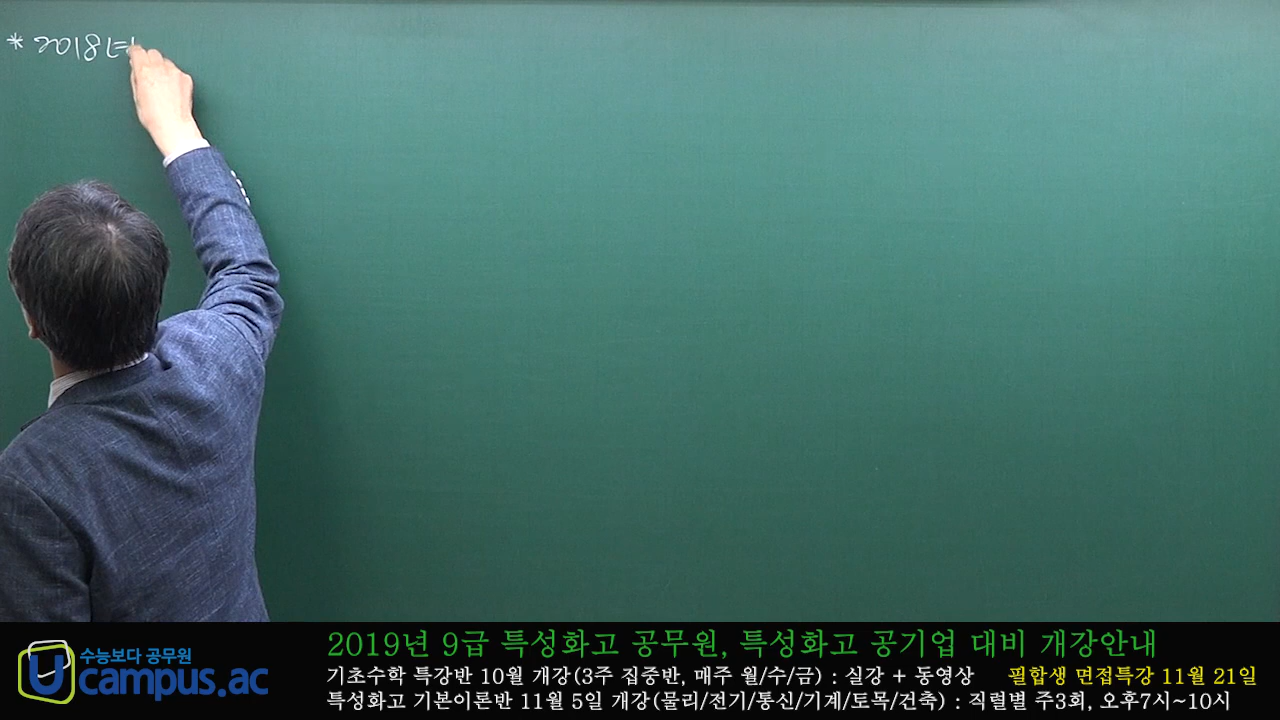 * 2018년
2019년 9급 특성화고 공무원, 특성화고 공기업 대비 개강안내
수능보다 공무원
Ucampus.ac
기초수학 특강반 10월 개강(3주 집중반, 매주 월/수/금) : 실강 + 동영상 필합생 면접특강 11월 21일
특성화고 기본이론반 11월 5일 개강(물리/전기/통신/기계/토목/건축) : 직렬별 주3회, 오후7시~10시